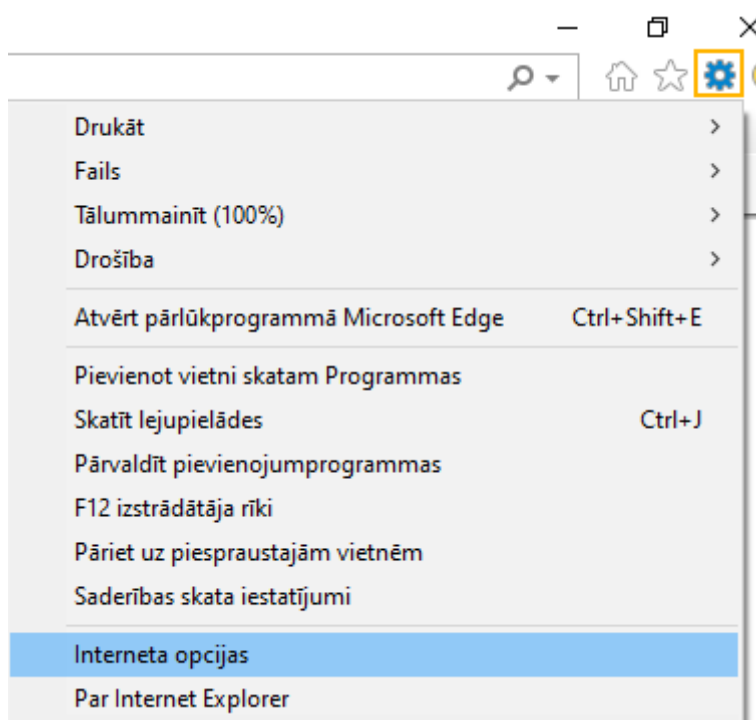 Drukāt
Fails
Tālummainīt (100%)
Drošība
Atvērt pārlūkprogrammā Microsoft Edge Ctrl+Shift+E
Pievienot vietni skatam Programmas
Skatīt lejupielādes Ctrl+J
Pārvaldīt pievienojumprogrammas
F12 izstrādātāja rīki
Pāriet uz piespraustajām vietnēm
Saderības skata iestatījumi
Interneta opcijas
Par Internet Explorer